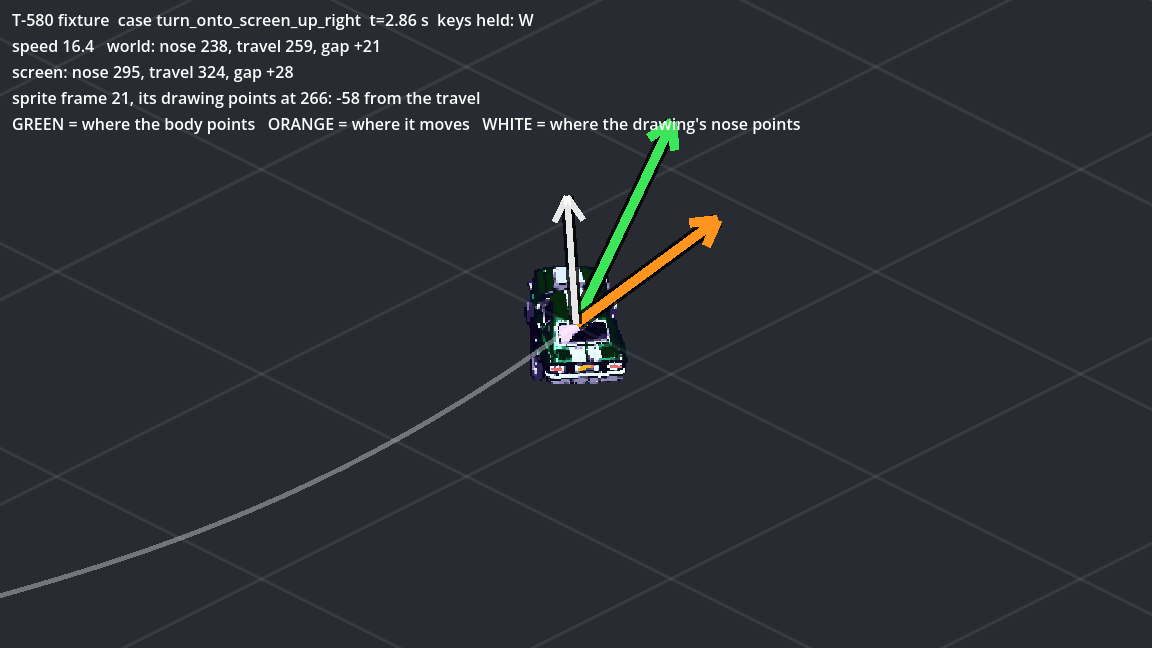 T-580 fixture  case turn_onto_screen_up_right  t=2.86 s  keys held: W
speed 16.4   world: nose 238, travel 259, gap +21
screen: nose 295, travel 324, gap +28
sprite frame 21, its drawing points at 266: -58 from the travel
GREEN = where the body points   ORANGE = where it moves   WHITE = where the drawing's nose points